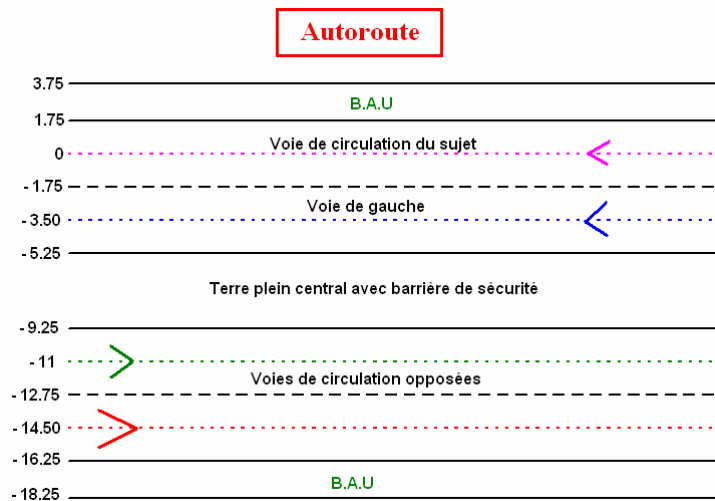 Autoroute
3.75
B.A.U
1.75
Voie de circulation du sujet
0
- 1.75
Voie de gauche
- 3.50
- 5.25
Terre plein central avec barrière de sécurité
- 9.25
- 11
Voies de circulation opposées
- 12.75
- 14.50
- 16.25
B.A.U
- 18.25